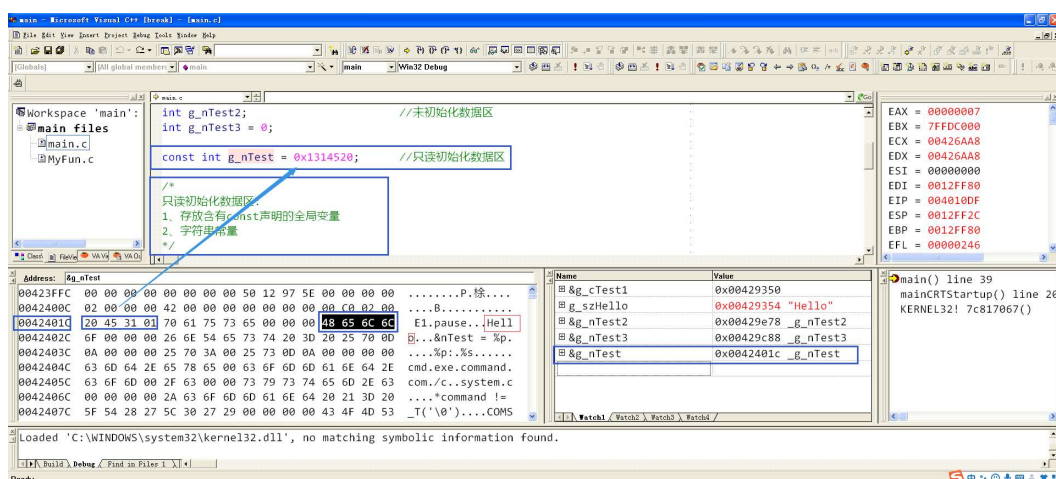 main - Microsoft Visual C++ [break] - [main.c]
File Edit View Insert Project Debug Tools Window Help
[Globals] [All global members] main main Win32 Debug
main.c
Workspace 'main':
main files
main.c
MyFun.c
int g_nTest2; //未初始化数据区
int g_nTest3 = 0;
const int g_nTest = 0x1314520; //只读初始化数据区
/*
只读初始化数据区:
1、存放含有const声明的全局变量
2、字符串常量
*/
EAX = 00000007
EBX = 7FFDC000
ECX = 00426AA8
EDX = 00426AA8
ESI = 00000000
EDI = 0012FF80
EIP = 004010DF
ESP = 0012FF2C
EBP = 0012FF80
EFL = 00000246
Address: &g_nTest
00423FFC 00 00 00 00 00 00 00 00 50 12 97 5E 00 00 00 00 ........P.徐....
0042400C 02 00 00 00 42 00 00 00 00 00 00 00 00 C0 02 00 ....B...........
0042401C 20 45 31 01 70 61 75 73 65 00 00 00 48 65 6C 6C E1.pause...Hell
0042402C 6F 00 00 00 26 6E 54 65 73 74 20 3D 20 25 70 0D o...&nTest = %p.
0042403C 0A 00 00 00 25 70 3A 00 25 73 0D 0A 00 00 00 00 ....%p:.%s......
0042404C 63 6D 64 2E 65 78 65 00 63 6F 6D 6D 61 6E 64 2E cmd.exe.command.
0042405C 63 6F 6D 00 2F 63 00 00 73 79 73 74 65 6D 2E 63 com./c..system.c
0042406C 00 00 00 00 2A 63 6F 6D 6D 61 6E 64 20 21 3D 20 ....*command !=
0042407C 5F 54 28 27 5C 30 27 29 00 00 00 00 43 4F 4D 53 _T('\0')....COMS
Name Value
&g_cTest1 0x00429350
g_szHello 0x00429354 "Hello"
&g_nTest2 0x00429e78 _g_nTest2
&g_nTest3 0x00429c88 _g_nTest3
&g_nTest 0x0042401c _g_nTest
Watch1 Watch2 Watch3 Watch4
main() line 39
mainCRTStartup() line 20
KERNEL32! 7c817067()
Loaded 'C:\WINDOWS\system32\kernel32.dll', no matching symbolic information found.
Build Debug Find in Files 1